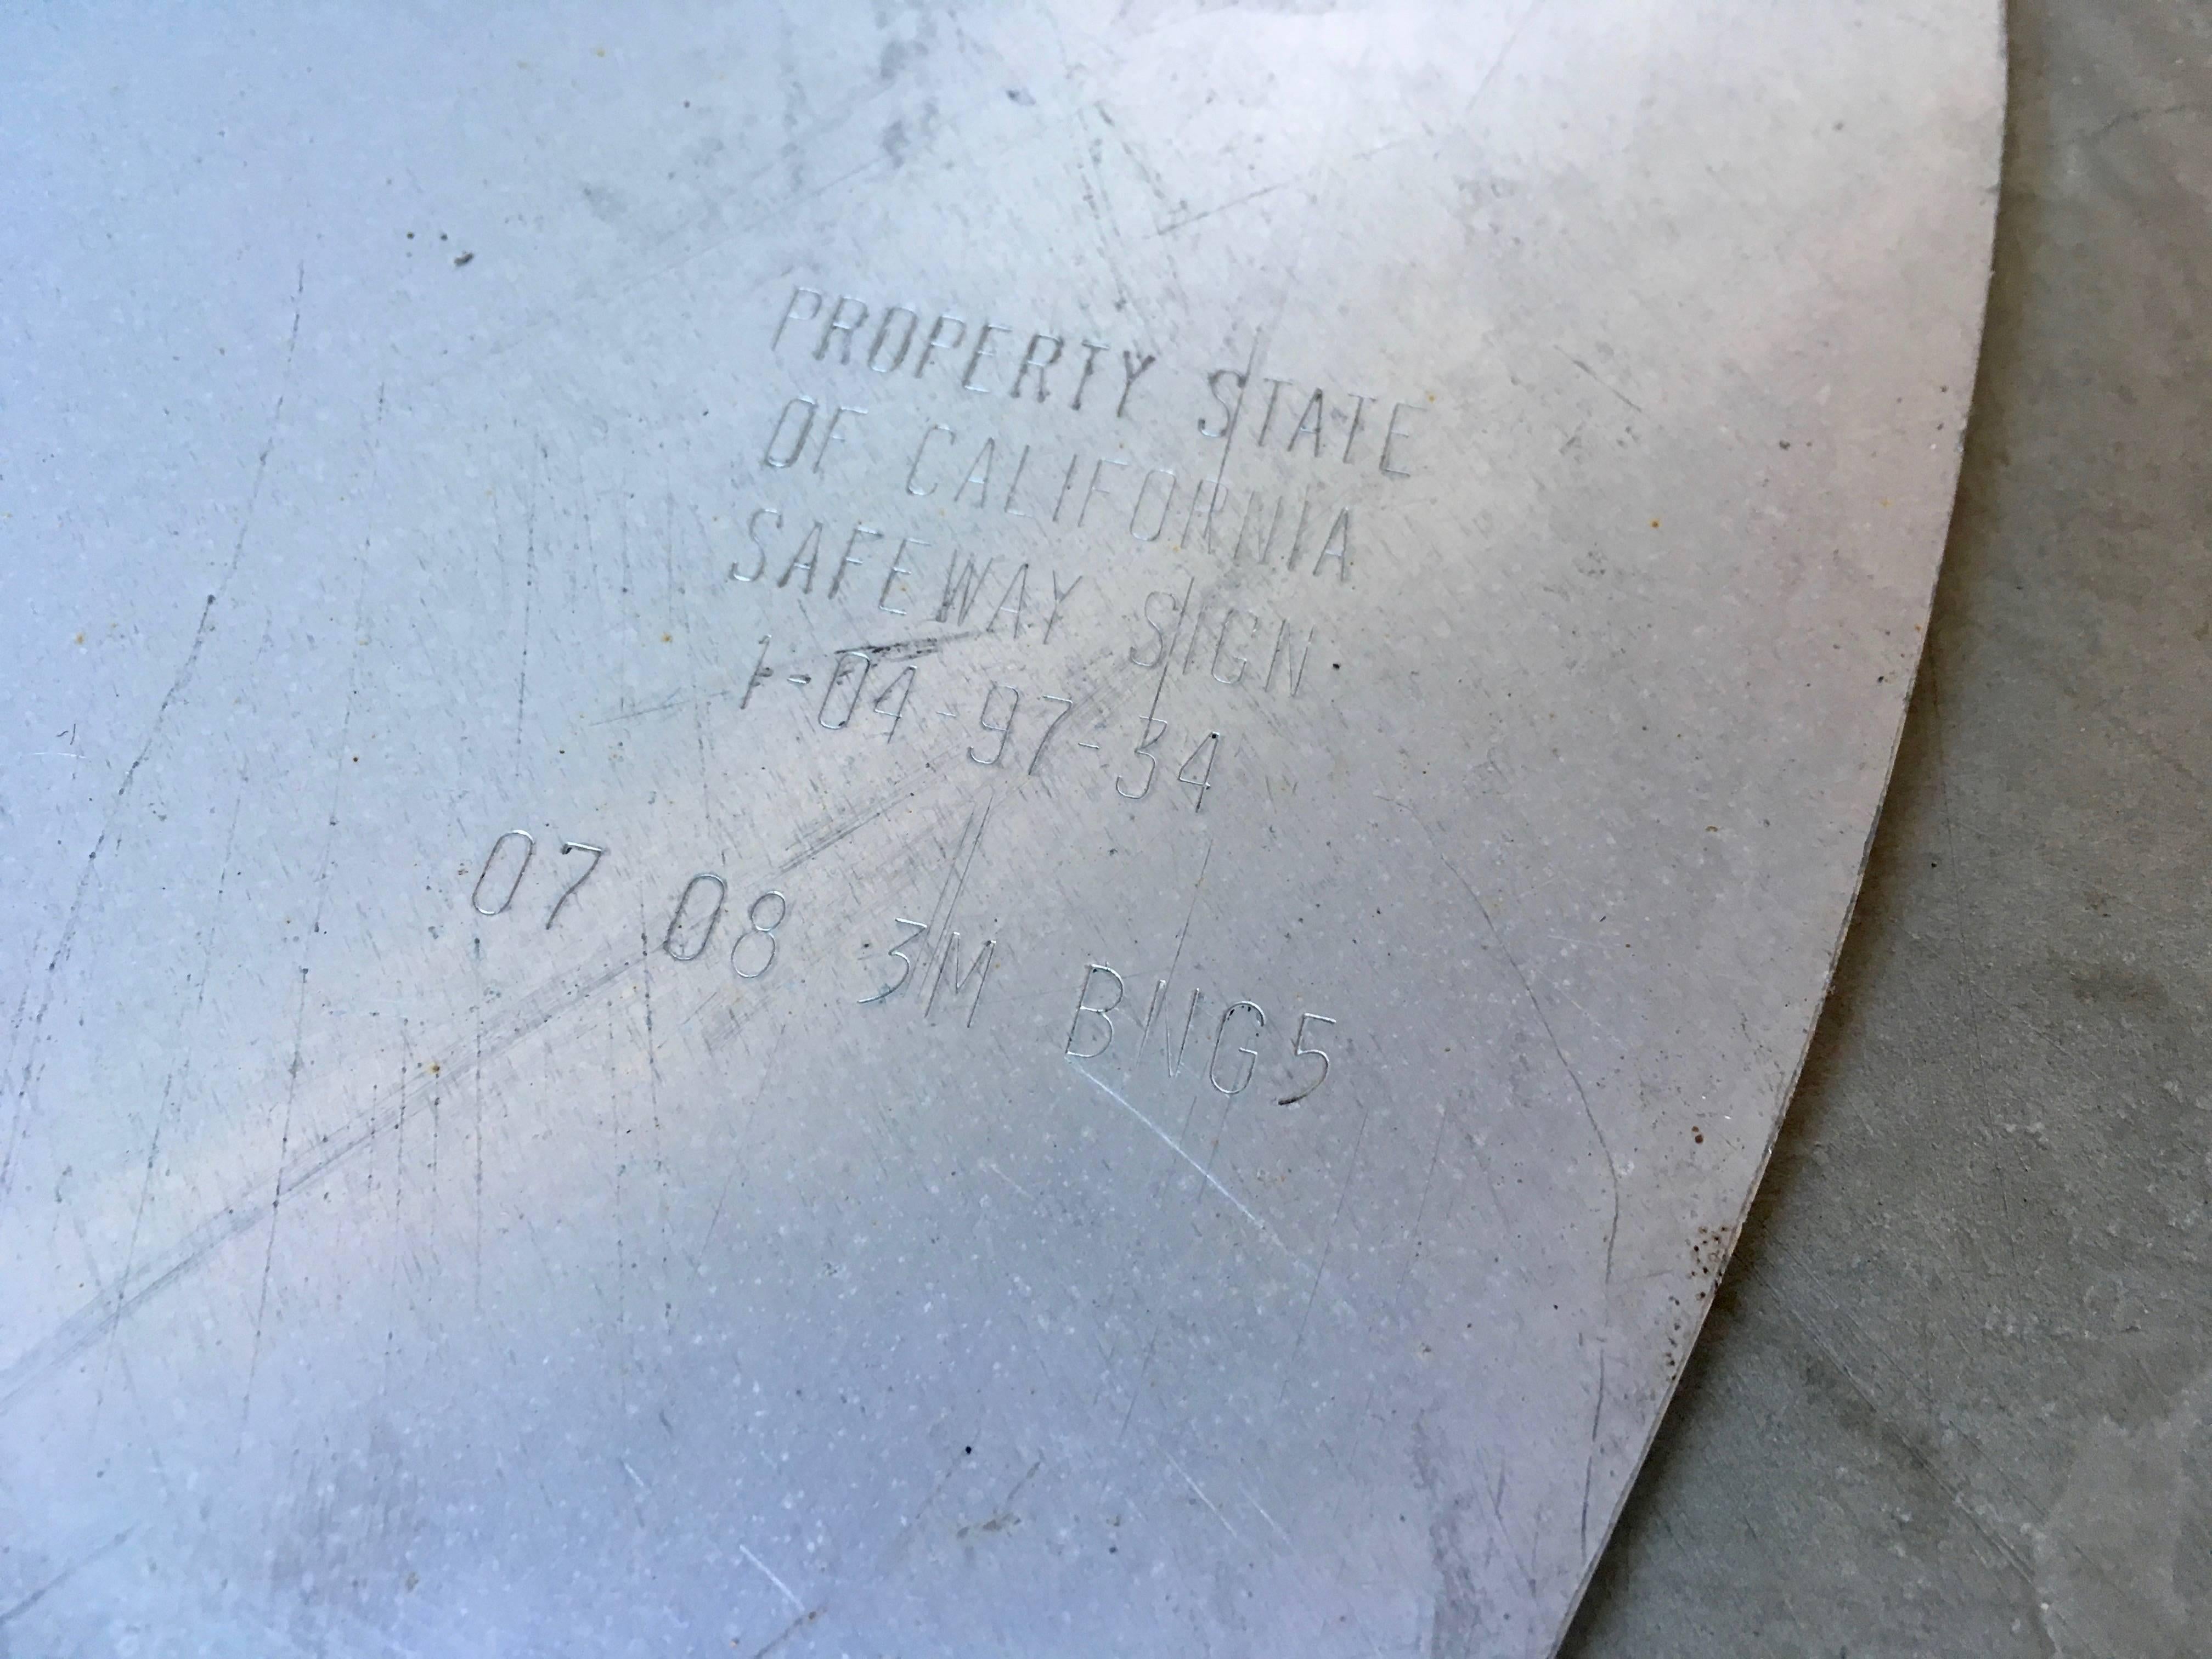 PROPERTY STATE
OF CALIFORNIA
SAFEWAY SIGN
1-04-97-34
07 08 3M BNG5